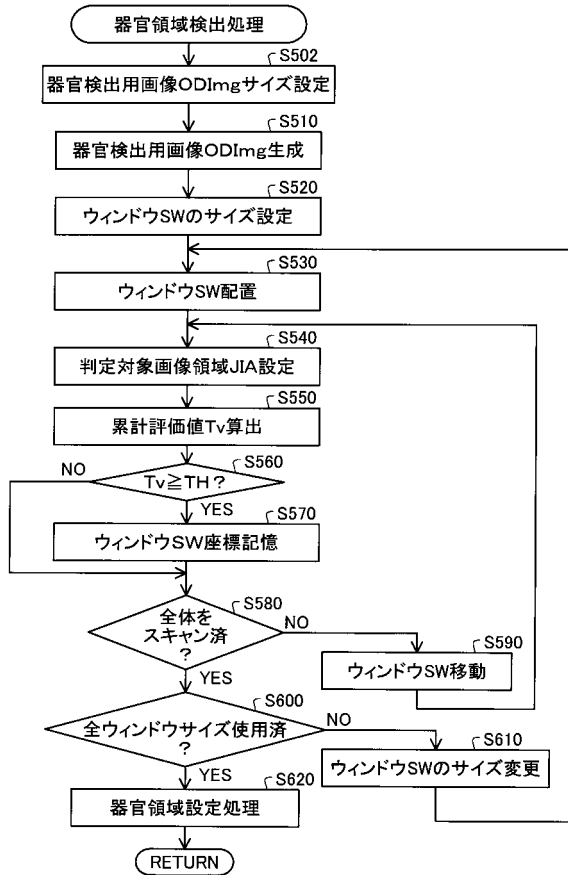 器官領域検出処理
S502
器官検出用画像ODImgサイズ設定
S510
器官検出用画像ODImg生成
S520
ウィンドウSWのサイズ設定
S530
ウィンドウSW配置
S540
判定対象画像領域JIA設定
S550
累計評価値Tv算出
S560
NO
Tv≧TH?
YES
S570
ウィンドウSW座標記憶
S580
全体を
スキャン済
?
NO
S590
ウィンドウSW移動
YES
S600
全ウィンドウサイズ使用済
?
NO
S610
ウィンドウSWのサイズ変更
YES
S620
器官領域設定処理
RETURN